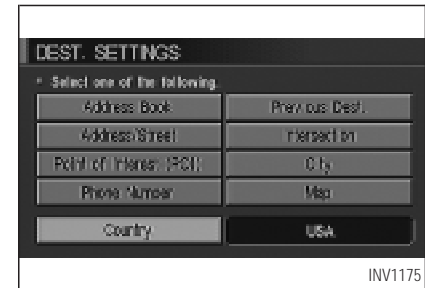 DEST. SETTINGS
Select one of the following.
Address Book Previous Dest.
Address/Street Intersection
Point of Interest (POI) City
Phone Number Map
Country USA
INV1175